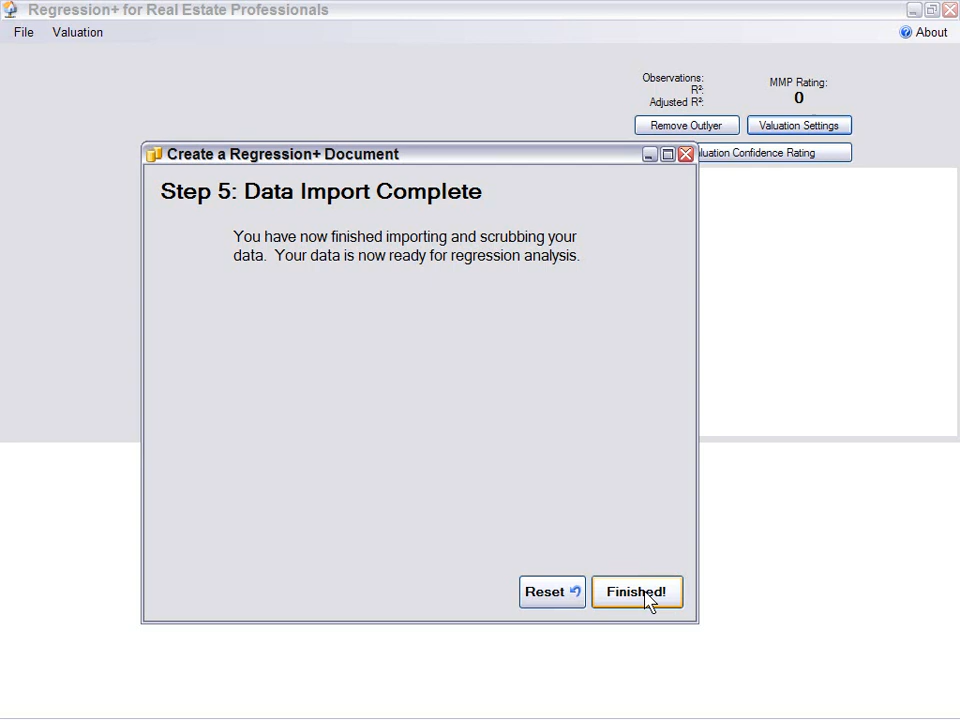 Regression+ for Real Estate Professionals
File Valuation About
Observations:
R²:
Adjusted R²:
MMP Rating:
0
Remove Outlyer Valuation Settings
luation Confidence Rating
Create a Regression+ Document
Step 5: Data Import Complete
You have now finished importing and scrubbing your
data. Your data is now ready for regression analysis.
Reset Finished!